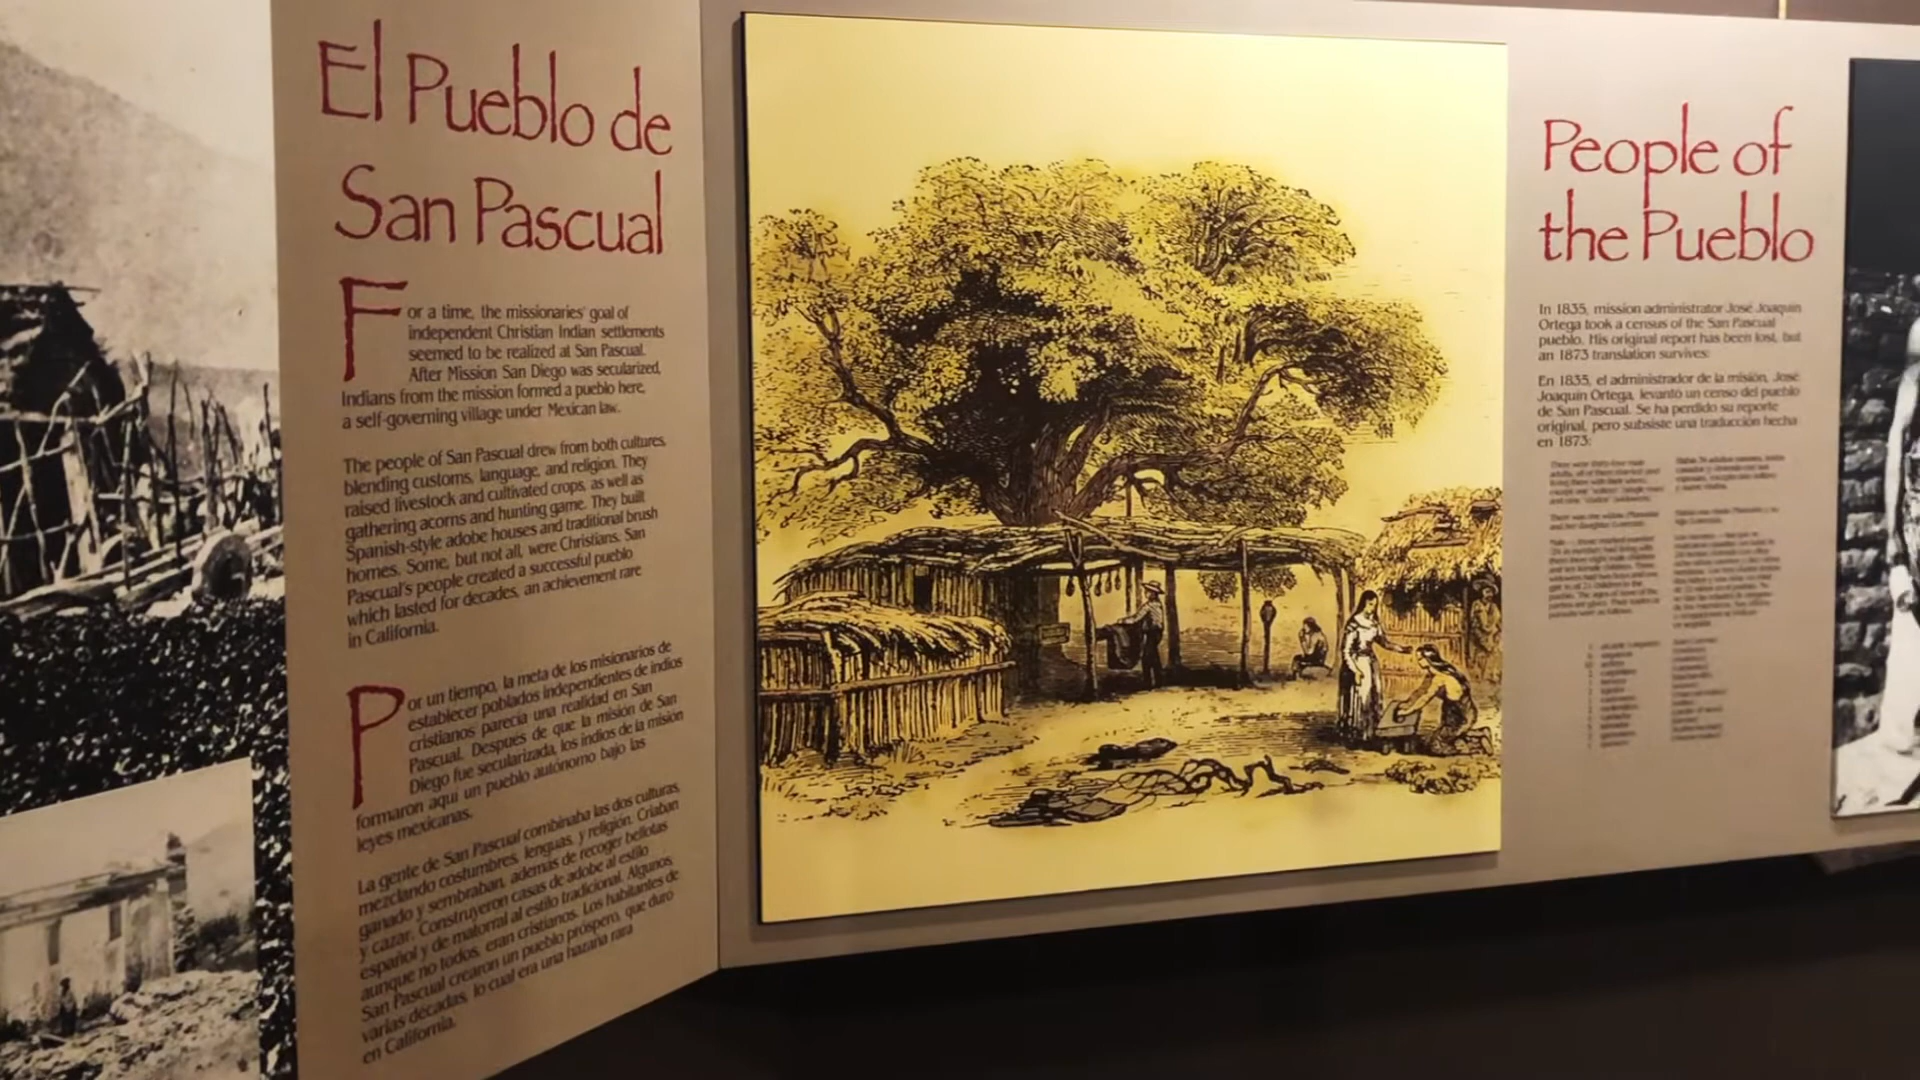 El Pueblo de
San Pascual
For a time, the missionaries' goal of
independent Christian Indian settlements
seemed to be realized at San Pascual.
After Mission San Diego was secularized,
Indians from the mission formed a pueblo here,
a self-governing village under Mexican law.
The people of San Pascual drew from both cultures,
blending customs, language, and religion. They
raised livestock and cultivated crops, as well as
gathering acorns and hunting game. They built
Spanish-style adobe houses and traditional brush
homes. Some, but not all, were Christians. San
Pascual's people created a successful pueblo
which lasted for decades, an achievement rare
in California.
Por un tiempo, la meta de los misionarios de
establecer poblados independientes de indios
cristianos parecía una realidad en San
Pascual. Después de que la misión de San
Diego fue secularizada, los indios de la misión
formaron aquí un pueblo autónomo bajo las
leyes mexicanas.
La gente de San Pascual combinaba las dos culturas,
mezclando costumbres, lenguas, y religión. Criaban
ganado y sembraban, además de recoger bellotas
y cazar. Construyeron casas de adobe al estilo
español y de matorral al estilo tradicional. Algunos,
aunque no todos, eran cristianos. Los habitantes de
San Pascual crearon un pueblo próspero, que duró
varias décadas, lo cual era una hazaña rara
en California.
People of
the Pueblo
In 1835, mission administrator José Joaquín
Ortega took a census of the San Pascual
pueblo. His original report has been lost, but
an 1873 translation survives:
En 1835, el administrador de la misión, José
Joaquín Ortega, levantó un censo del pueblo
de San Pascual. Se ha perdido su reporte
original, pero subsiste una traducción hecha
en 1873: